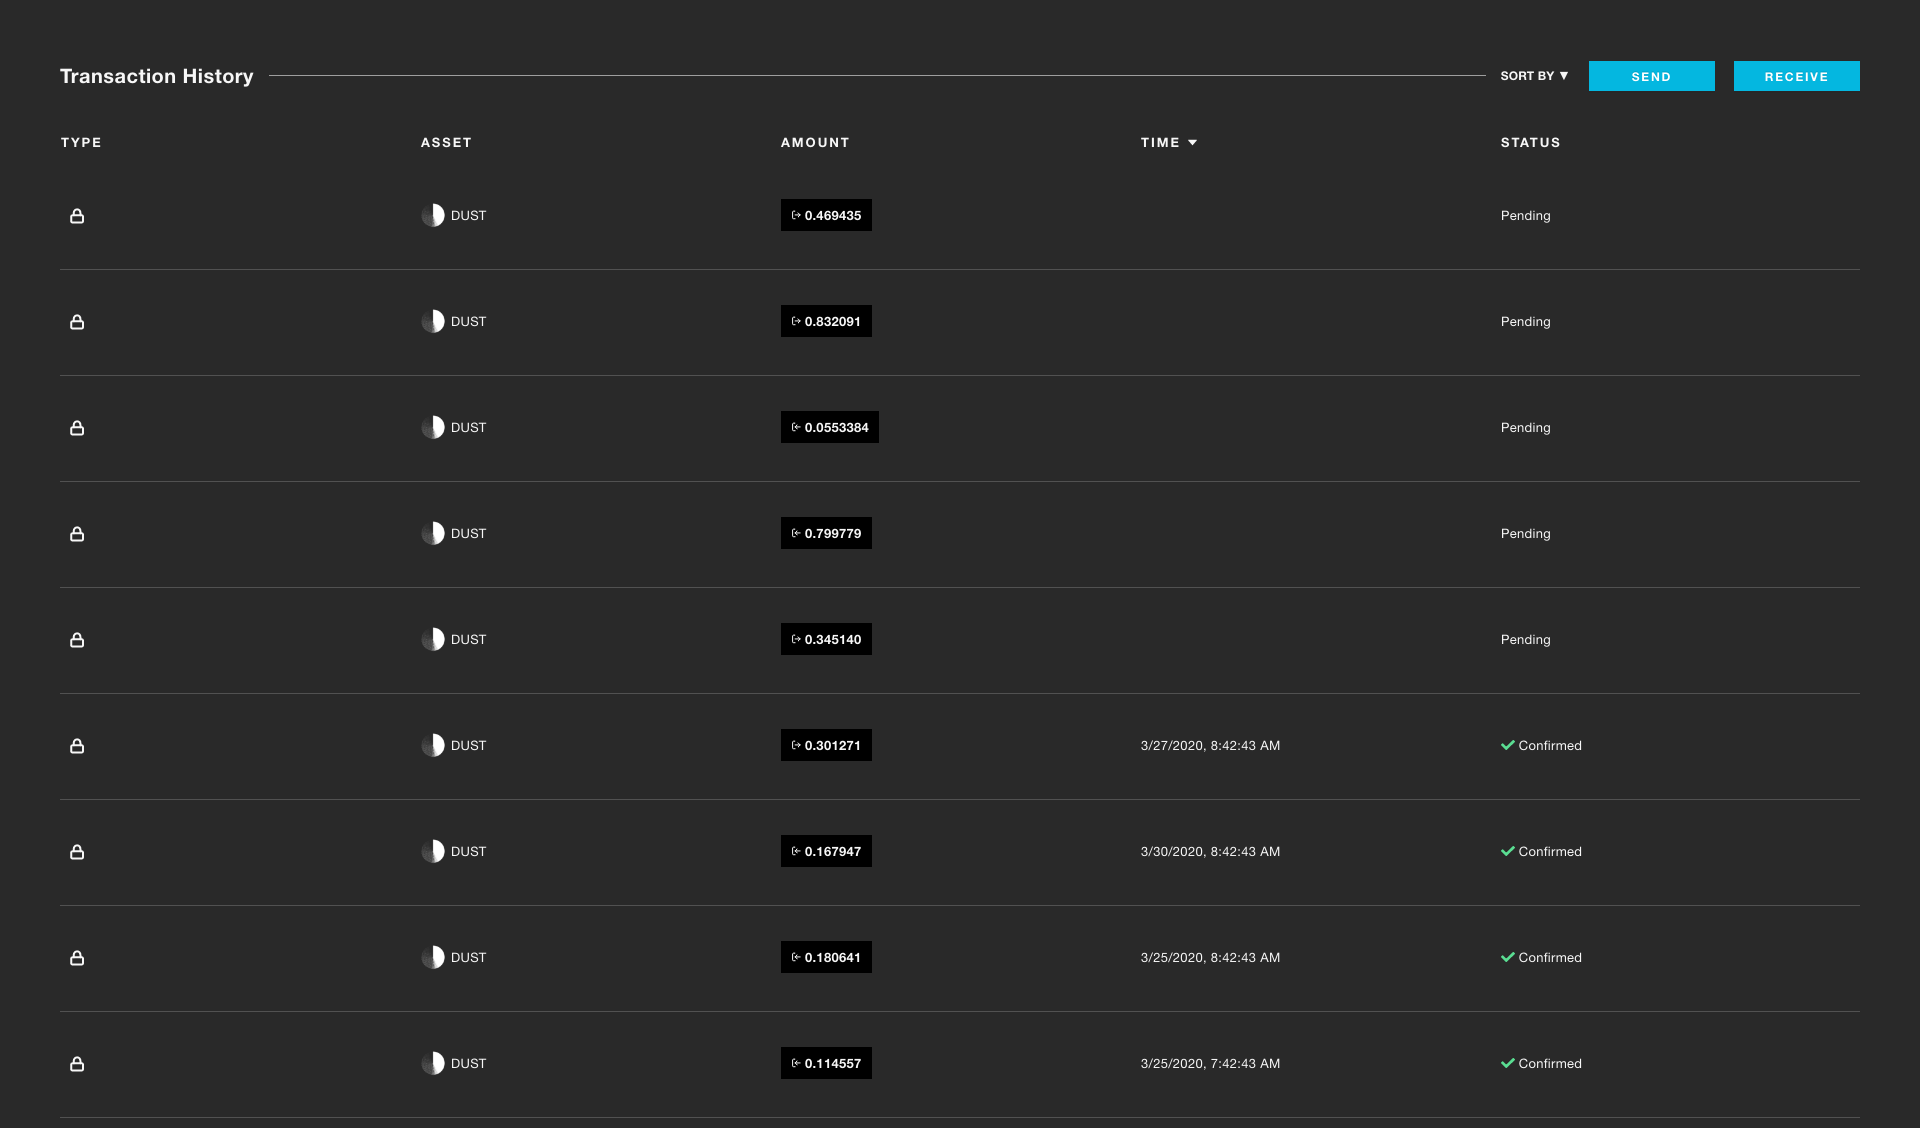 Transaction History SORT BY ▼ SEND RECEIVE
TYPE ASSET AMOUNT TIME STATUS
DUST 0.469435 Pending
DUST 0.832091 Pending
DUST 0.0553384 Pending
DUST 0.799779 Pending
DUST 0.345140 Pending
DUST 0.301271 3/27/2020, 8:42:43 AM Confirmed
DUST 0.167947 3/30/2020, 8:42:43 AM Confirmed
DUST 0.180641 3/25/2020, 8:42:43 AM Confirmed
DUST 0.114557 3/25/2020, 7:42:43 AM Confirmed